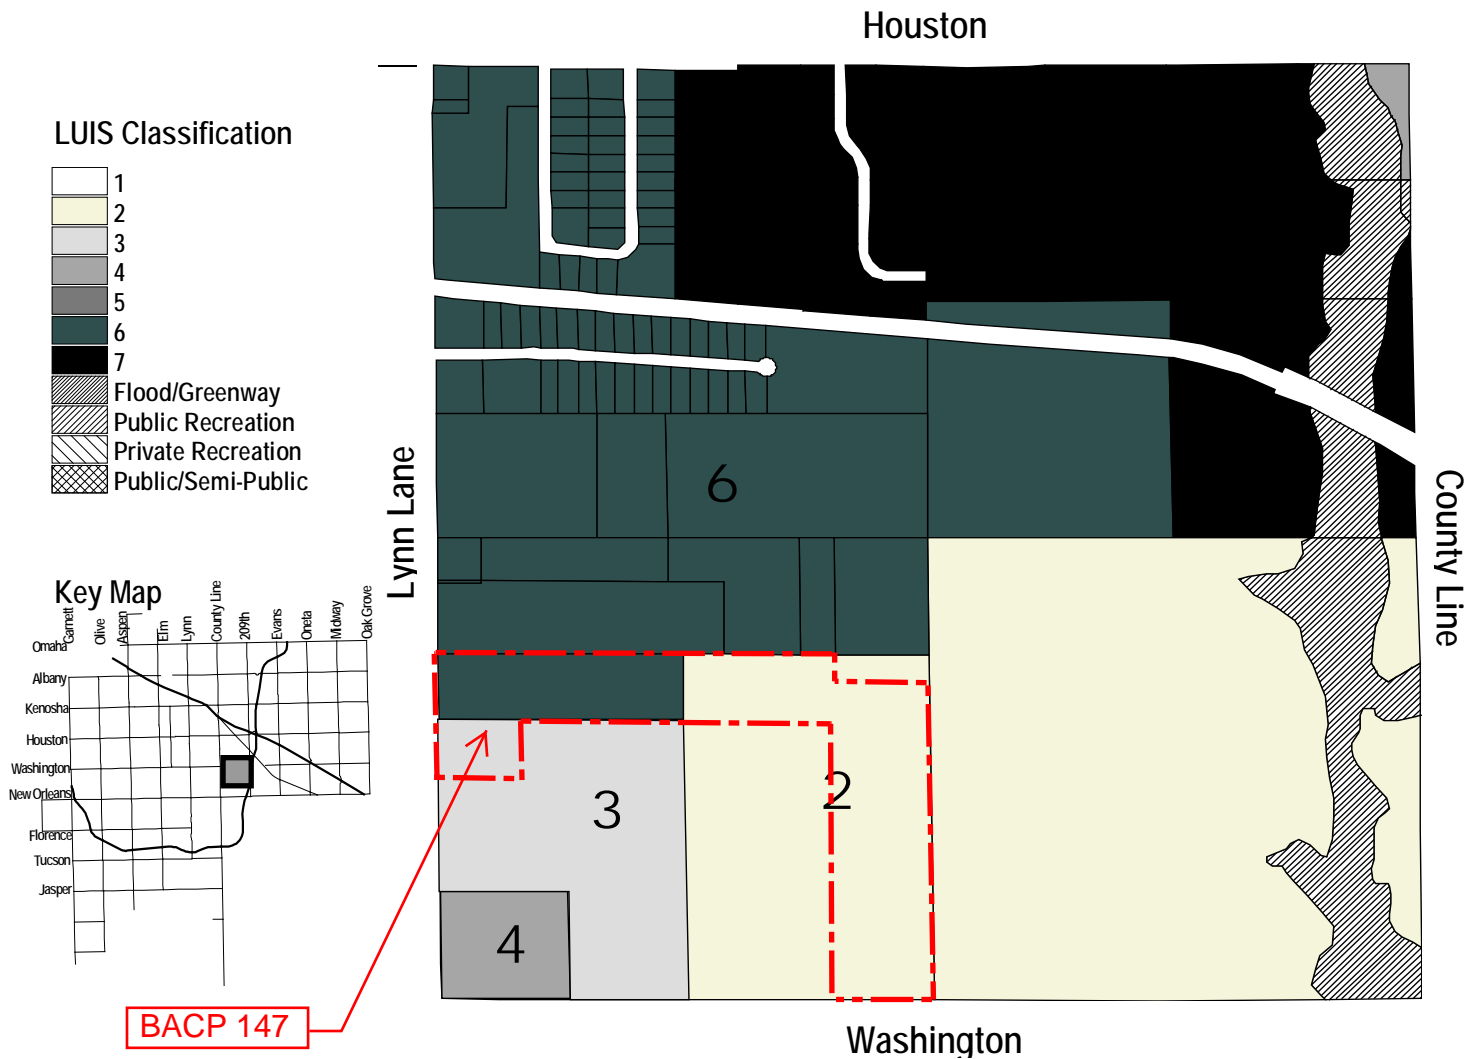 Houston
LUIS Classification
1
2
3
4
5
6
7
Flood/Greenway
Public Recreation
Private Recreation
Public/Semi-Public
Lynn Lane
County Line
6
3
2
4
Key Map
Garnett
Olive
Aspen
Elm
Lynn
County Line
209th
Evans
Oneta
Midway
Oak Grove
Omaha
Albany
Kenosha
Houston
Washington
New Orleans
Florence
Tucson
Jasper
BACP 147
Washington